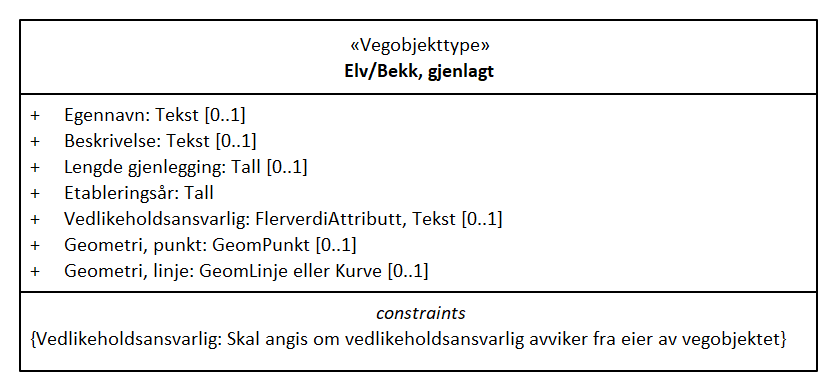 «Vegobjekttype»
Elv/Bekk, gjenlagt
+ Egennavn: Tekst [0..1]
+ Beskrivelse: Tekst [0..1]
+ Lengde gjenlegging: Tall [0..1]
+ Etableringsår: Tall
+ Vedlikeholdsansvarlig: FlerverdiAttributt, Tekst [0..1]
+ Geometri, punkt: GeomPunkt [0..1]
+ Geometri, linje: GeomLinje eller Kurve [0..1]
constraints
{Vedlikeholdsansvarlig: Skal angis om vedlikeholdsansvarlig avviker fra eier av vegobjektet}